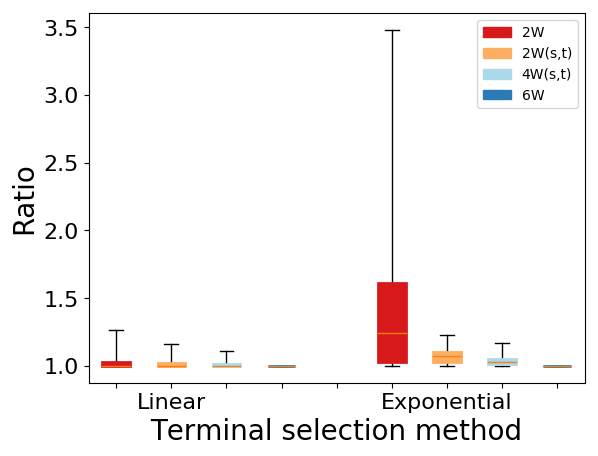 3.5
3.0
2.5
2.0
1.5
1.0
Ratio
2W
2W(s,t)
4W(s,t)
6W
Linear
Exponential
Terminal selection method